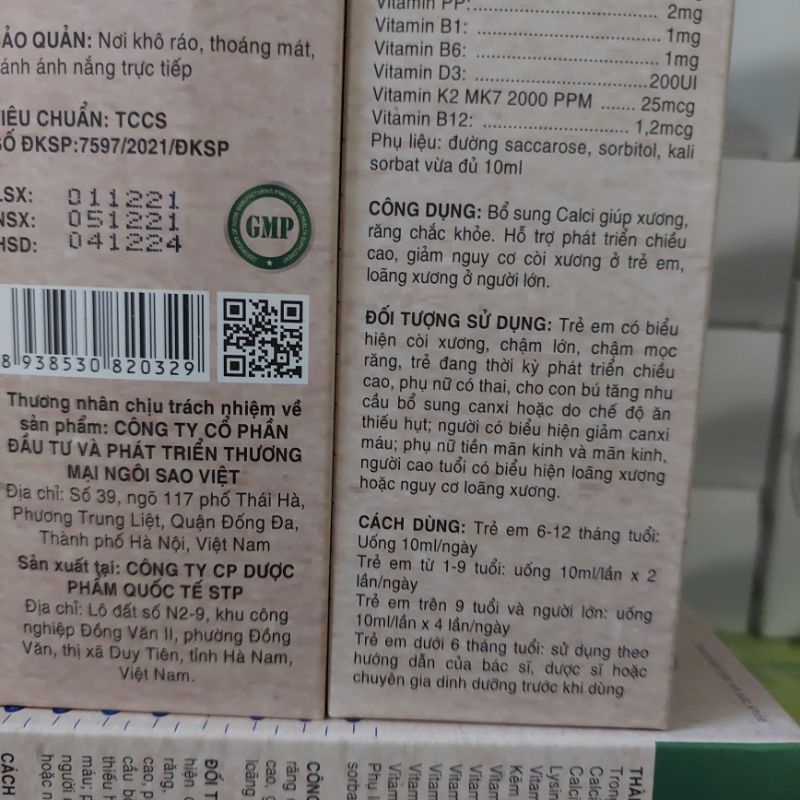 ẢO QUẢN: Nơi khô ráo, thoáng mát,
ánh ánh nắng trực tiếp
IÊU CHUẨN: TCCS
SỐ ĐKSP:7597/2021/ĐKSP
LSX: 011221
NSX: 051221
HSD: 041224
GMP
8 938530 820329
Thương nhân chịu trách nhiệm về
sản phẩm: CÔNG TY CỔ PHẦN
ĐẦU TƯ VÀ PHÁT TRIỂN THƯƠNG
MẠI NGÔI SAO VIỆT
Địa chỉ: Số 39, ngõ 117 phố Thái Hà,
Phương Trung Liệt, Quận Đống Đa,
Thành phố Hà Nội, Việt Nam
Sản xuất tại: CÔNG TY CP DƯỢC
PHẨM QUỐC TẾ STP
Địa chỉ: Lô đất số N2-9, khu công
nghiệp Đồng Văn II, phường Đồng
Văn, thị xã Duy Tiên, tỉnh Hà Nam,
Việt Nam.
Vitamin PP: 2mg
Vitamin B1: 1mg
Vitamin B6: 1mg
Vitamin D3: 200UI
Vitamin K2 MK7 2000 PPM ....... 25mcg
Vitamin B12: 1,2mcg
Phụ liệu: đường saccarose, sorbitol, kali
sorbat vừa đủ 10ml
CÔNG DỤNG: Bổ sung Calci giúp xương,
răng chắc khỏe. Hỗ trợ phát triển chiều
cao, giảm nguy cơ còi xương ở trẻ em,
loãng xương ở người lớn.
ĐỐI TƯỢNG SỬ DỤNG: Trẻ em có biểu
hiện còi xương, chậm lớn, chậm mọc
răng, trẻ đang thời kỳ phát triển chiều
cao, phụ nữ có thai, cho con bú tăng nhu
cầu bổ sung canxi hoặc do chế độ ăn
thiếu hụt; người có biểu hiện giảm canxi
máu; phụ nữ tiền mãn kinh và mãn kinh,
người cao tuổi có biểu hiện loãng xương
hoặc nguy cơ loãng xương.
CÁCH DÙNG: Trẻ em 6-12 tháng tuổi:
Uống 10ml/ngày
Trẻ em từ 1-9 tuổi: uống 10ml/lần x 2
lần/ngày
Trẻ em trên 9 tuổi và người lớn: uống
10ml/lần x 4 lần/ngày
Trẻ em dưới 6 tháng tuổi: sử dụng theo
hướng dẫn của bác sĩ, dược sĩ hoặc
chuyên gia dinh dưỡng trước khi dùng